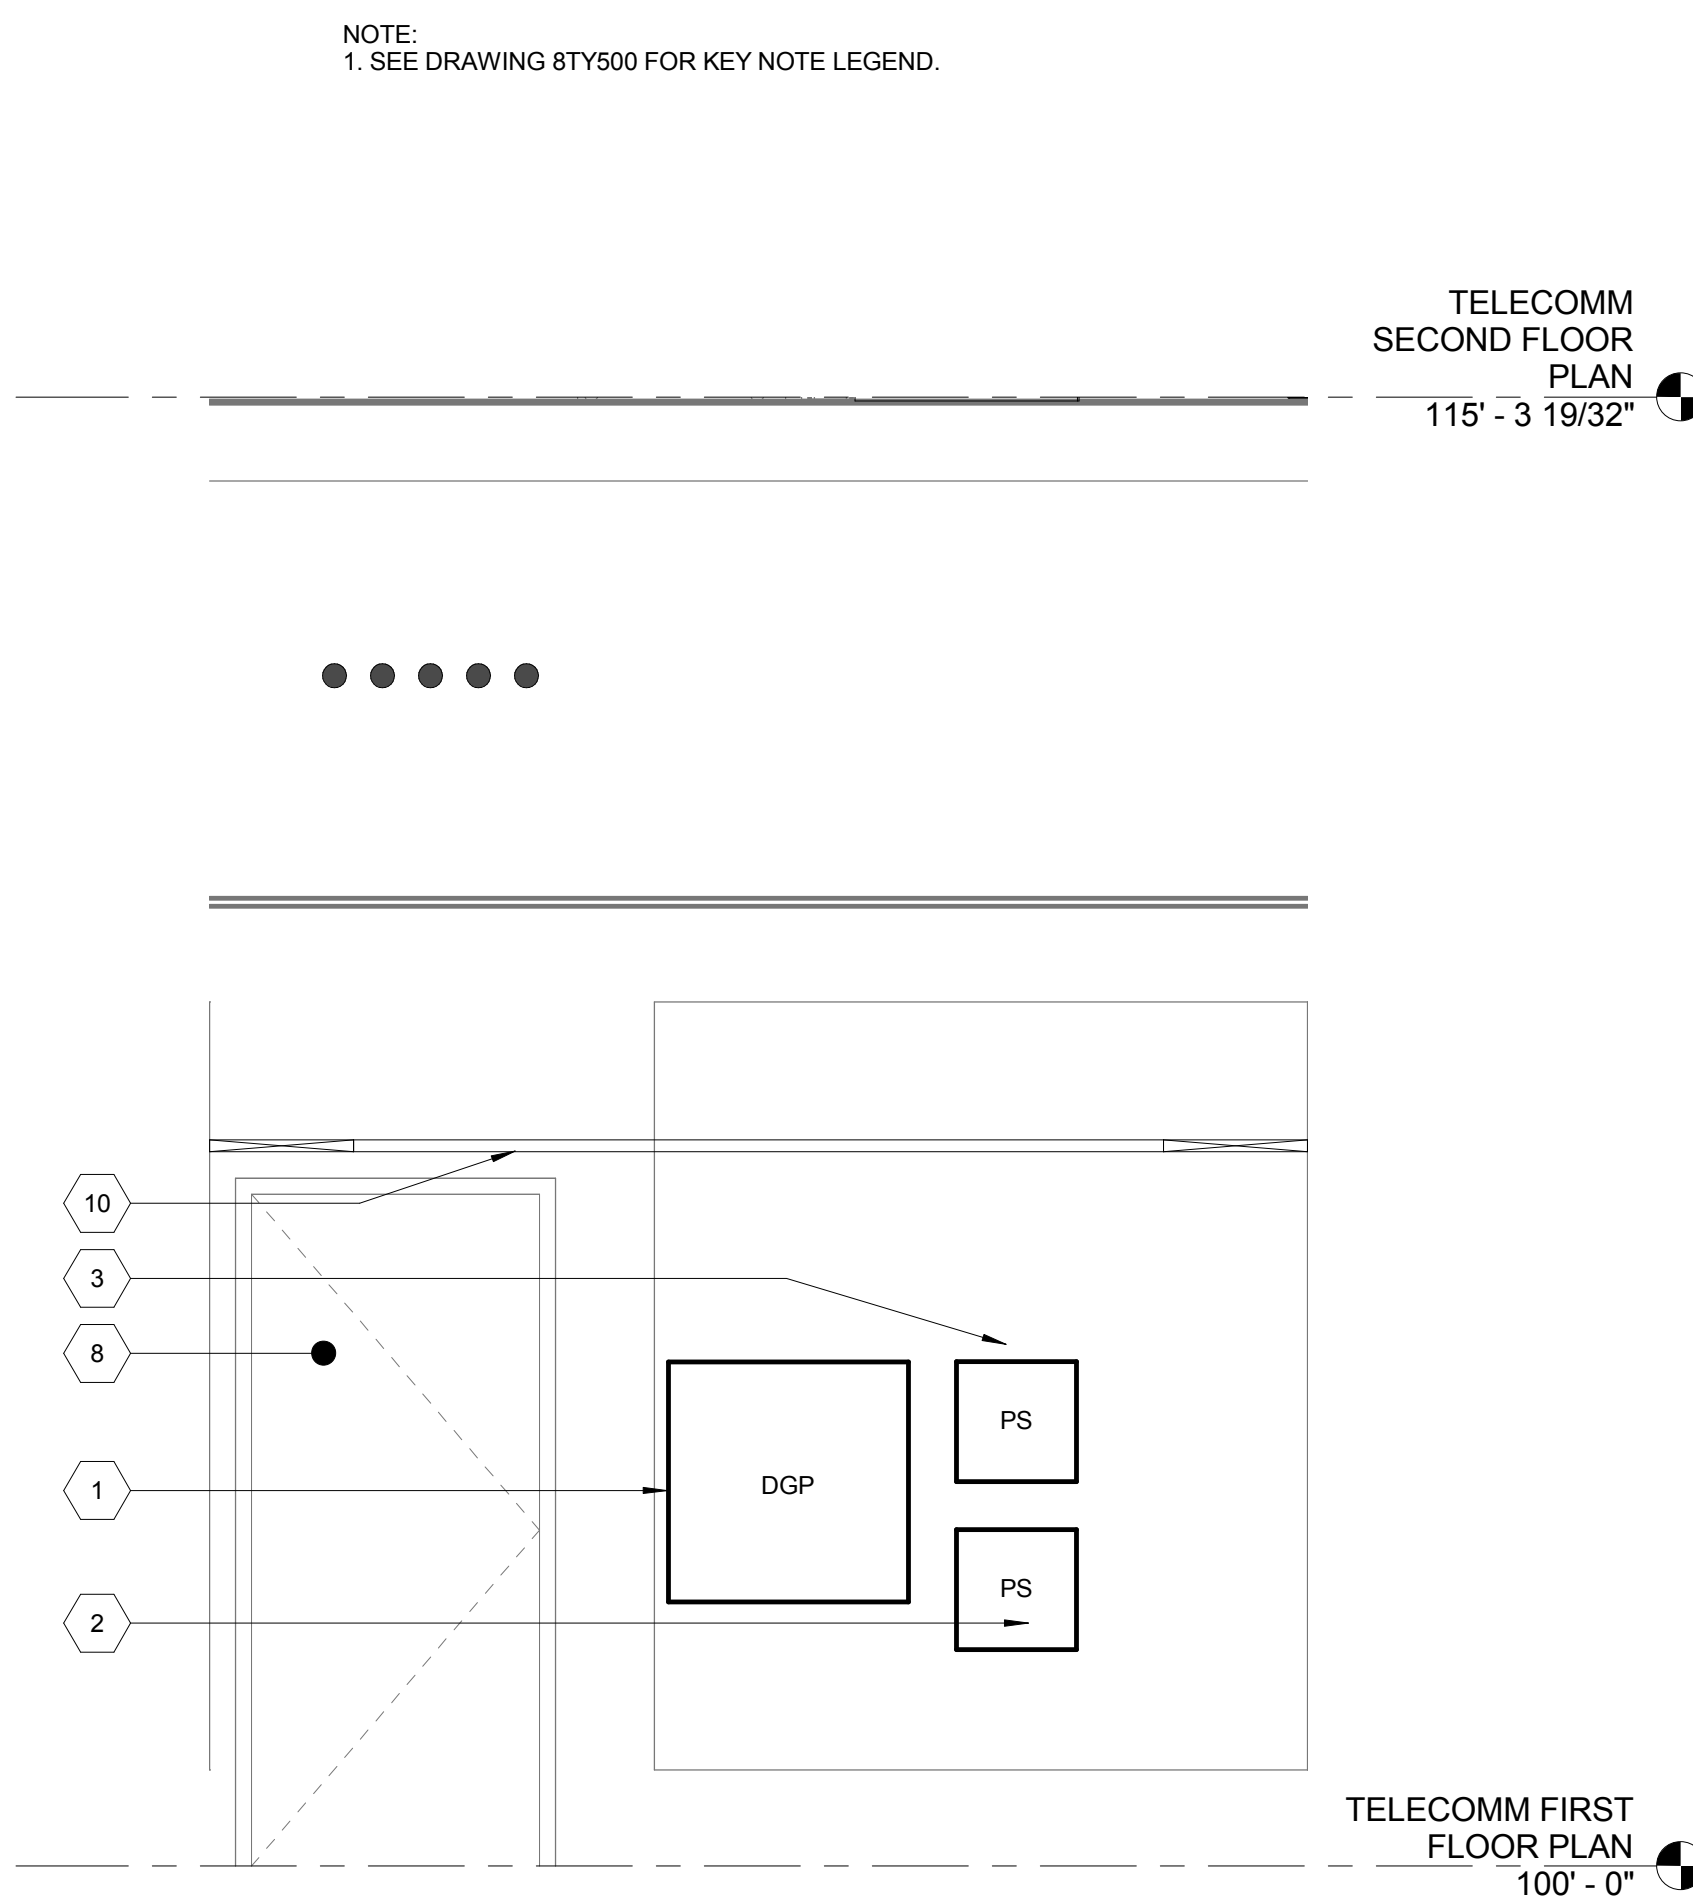 NOTE:
1. SEE DRAWING 8TY500 FOR KEY NOTE LEGEND.
TELECOMM
SECOND FLOOR
PLAN
115' - 3 19/32"
10
3
8
1
2
DGP
PS
PS
TELECOMM FIRST
FLOOR PLAN
100' - 0"